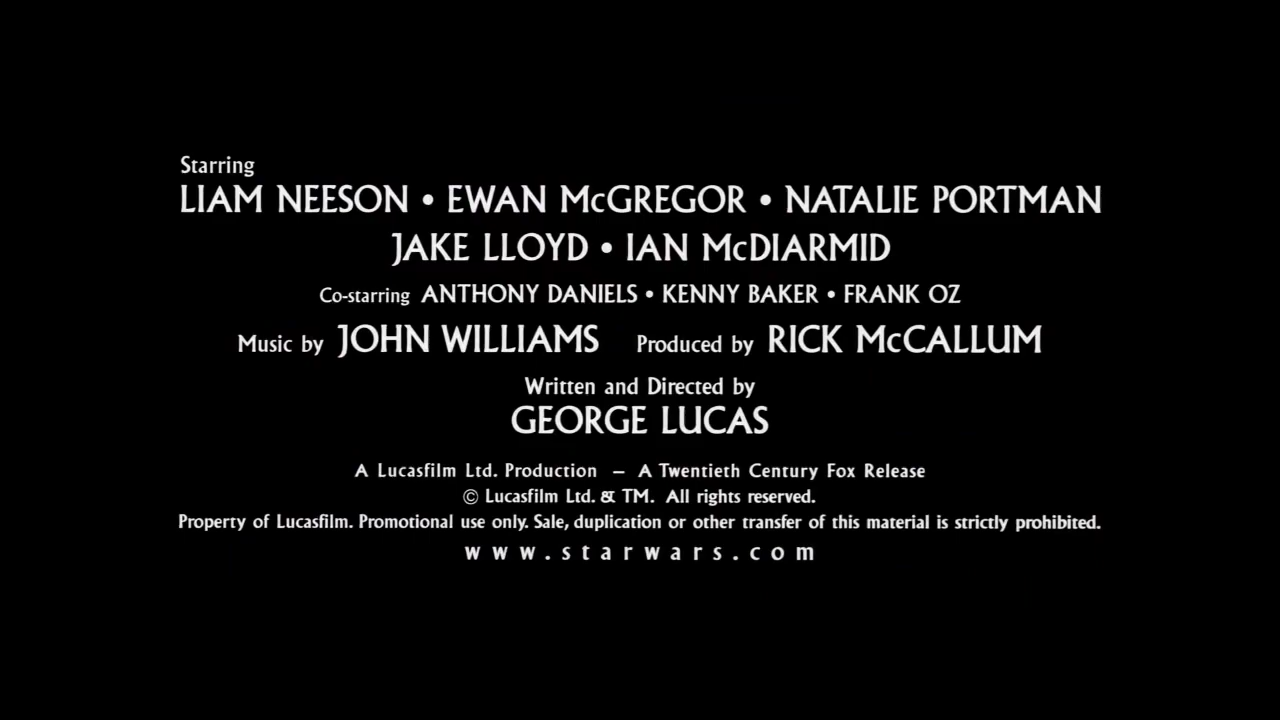 Starring
LIAM NEESON • EWAN McGREGOR • NATALIE PORTMAN
JAKE LLOYD • IAN McDIARMID
Co-starring ANTHONY DANIELS • KENNY BAKER • FRANK OZ
Music by JOHN WILLIAMS Produced by RICK McCALLUM
Written and Directed by
GEORGE LUCAS
A Lucasfilm Ltd. Production – A Twentieth Century Fox Release
© Lucasfilm Ltd. & TM. All rights reserved.
Property of Lucasfilm. Promotional use only. Sale, duplication or other transfer of this material is strictly prohibited.
www.starwars.com